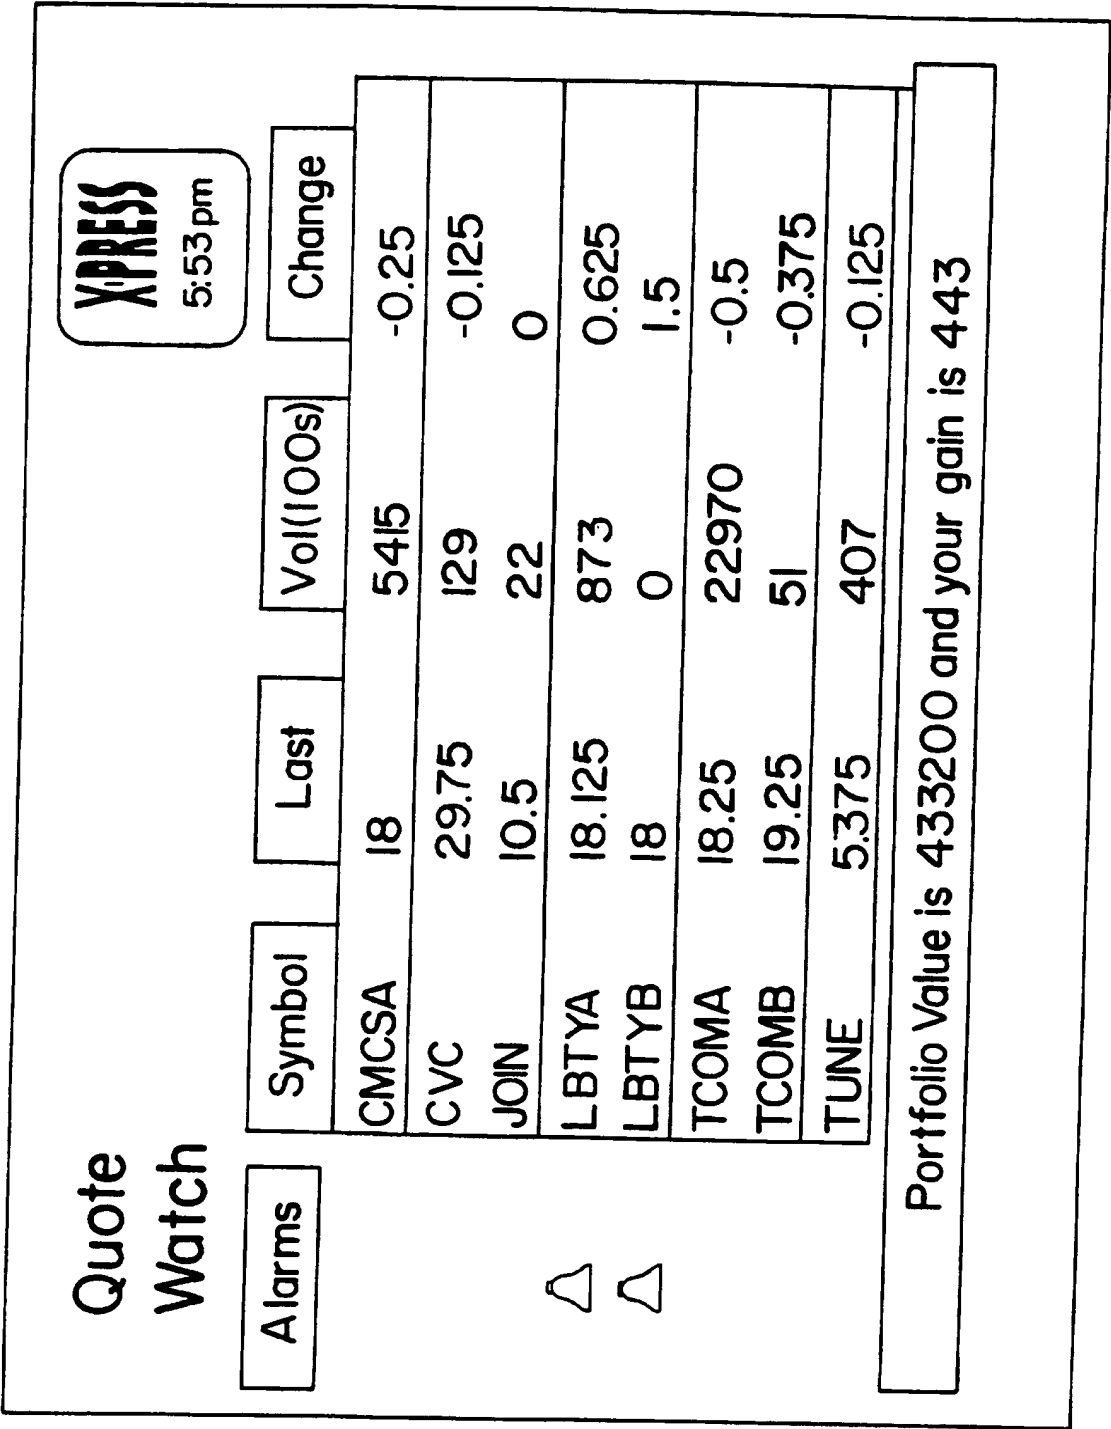 Quote
Watch
X·PRESS
5:53pm
Alarms Symbol Last Vol(100s) Change
CMCSA 18 5415 -0.25
CVC 29.75 129 -0.125
JOIN 10.5 22 0
LBTYA 18.125 873 0.625
LBTYB 18 0 1.5
TCOMA 18.25 22970 -0.5
TCOMB 19.25 51 -0.375
TUNE 5.375 407 -0.125
Portfolio Value is 433200 and your gain is 443